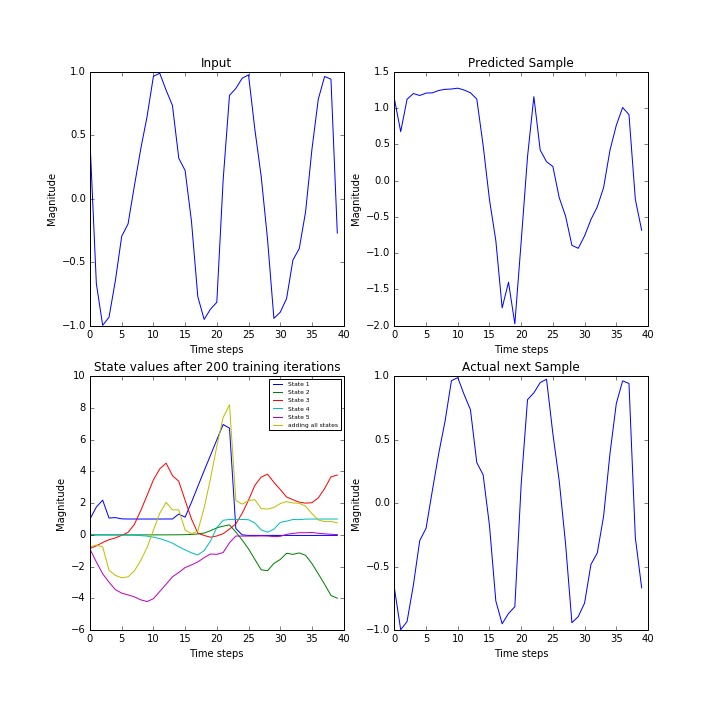 Input
Predicted Sample
1.0
0.5
0.0
−0.5
−1.0
Magnitude
0 5 10 15 20 25 30 35 40
Time steps
1.5
1.0
0.5
0.0
−0.5
−1.0
−1.5
−2.0
Magnitude
0 5 10 15 20 25 30 35 40
Time steps
State values after 200 training iterations
Actual next Sample
10
8
6
4
2
0
−2
−4
−6
Magnitude
State 1
State 2
State 3
State 4
State 5
adding all states
0 5 10 15 20 25 30 35 40
Time steps
1.0
0.5
0.0
−0.5
−1.0
Magnitude
0 5 10 15 20 25 30 35 40
Time steps